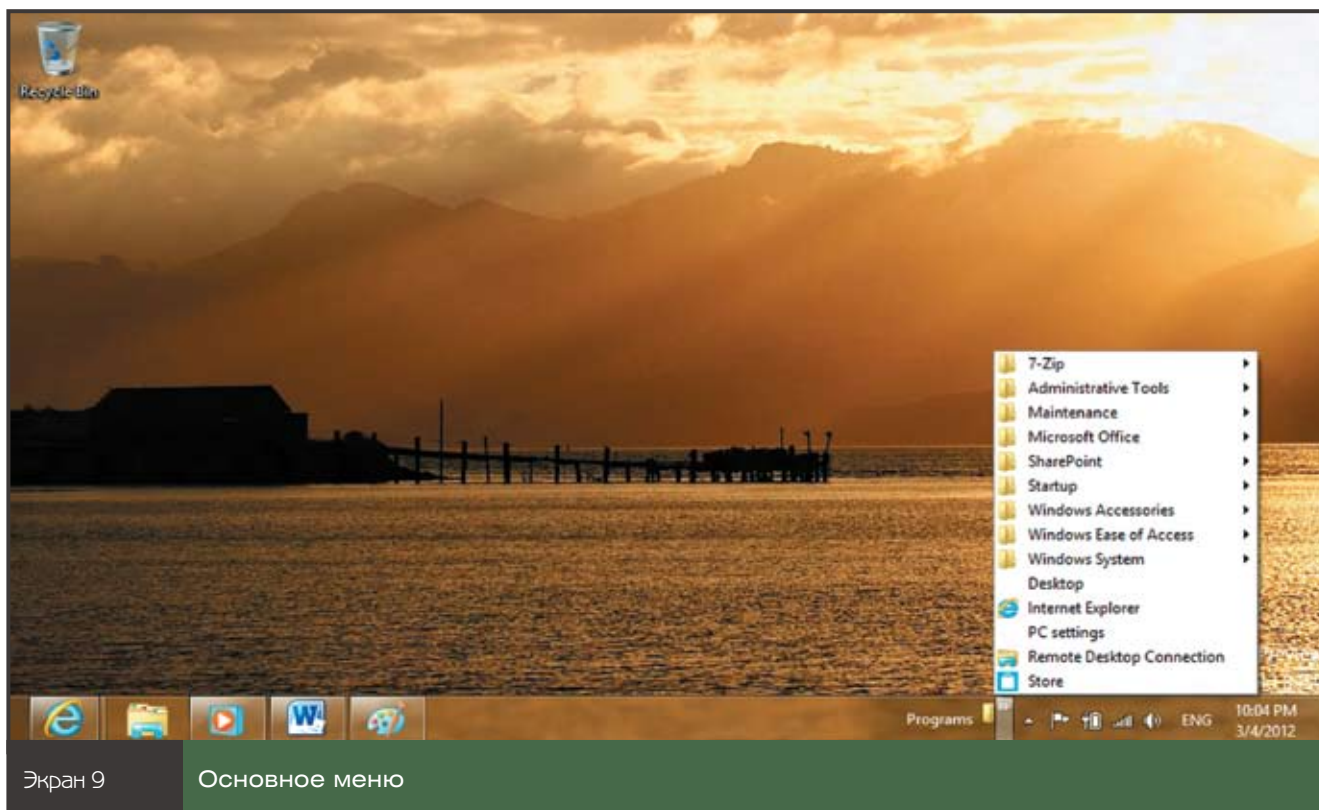 Recycle Bin
7-Zip
Administrative Tools
Maintenance
Microsoft Office
SharePoint
Startup
Windows Accessories
Windows Ease of Access
Windows System
Desktop
Internet Explorer
PC settings
Remote Desktop Connection
Store
Programs
ENG
10:04 PM
3/4/2012
Экран 9
Основное меню